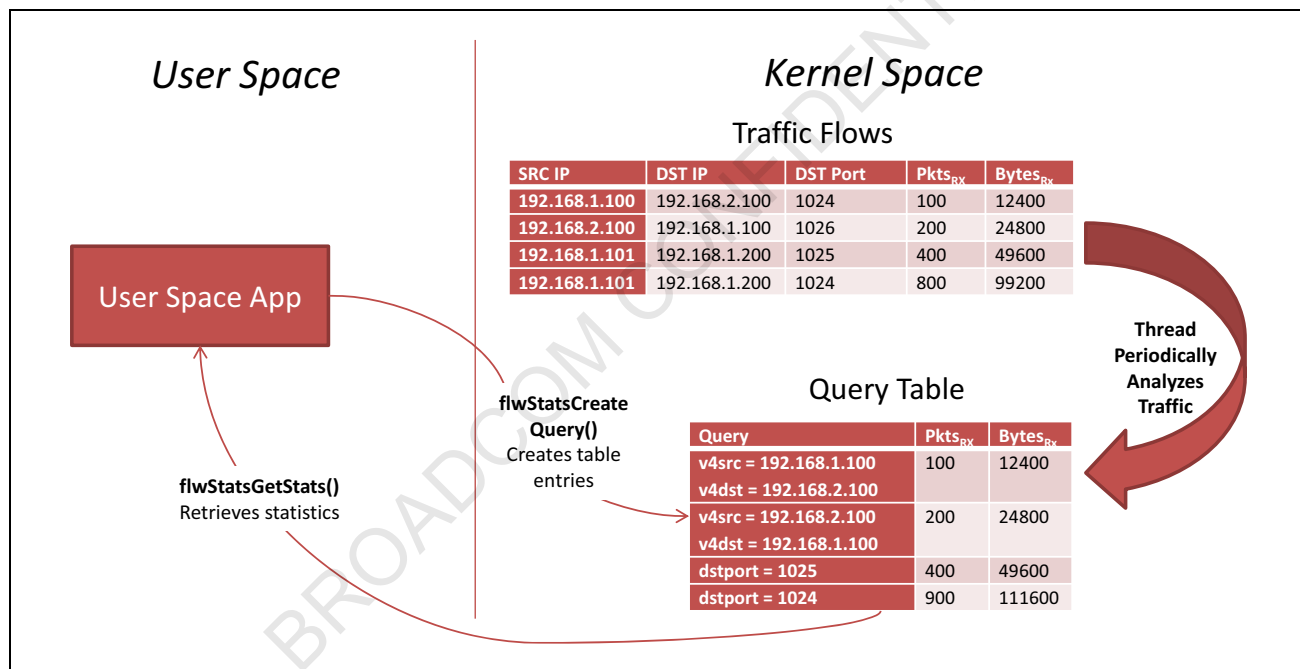 User Space
Kernel Space
Traffic Flows
SRC IP DST IP DST Port PktsRX BytesRx
192.168.1.100 192.168.2.100 1024 100 12400
192.168.2.100 192.168.1.100 1026 200 24800
192.168.1.101 192.168.1.200 1025 400 49600
192.168.1.101 192.168.1.200 1024 800 99200
User Space App
Thread
Periodically
Analyzes
Traffic
flwStatsCreate
Query()
Creates table
entries
flwStatsGetStats()
Retrieves statistics
Query Table
Query PktsRX BytesRx
v4src = 192.168.1.100 100 12400
v4dst = 192.168.2.100
v4src = 192.168.2.100 200 24800
v4dst = 192.168.1.100
dstport = 1025 400 49600
dstport = 1024 900 111600
BROADCOM CONFIDENT